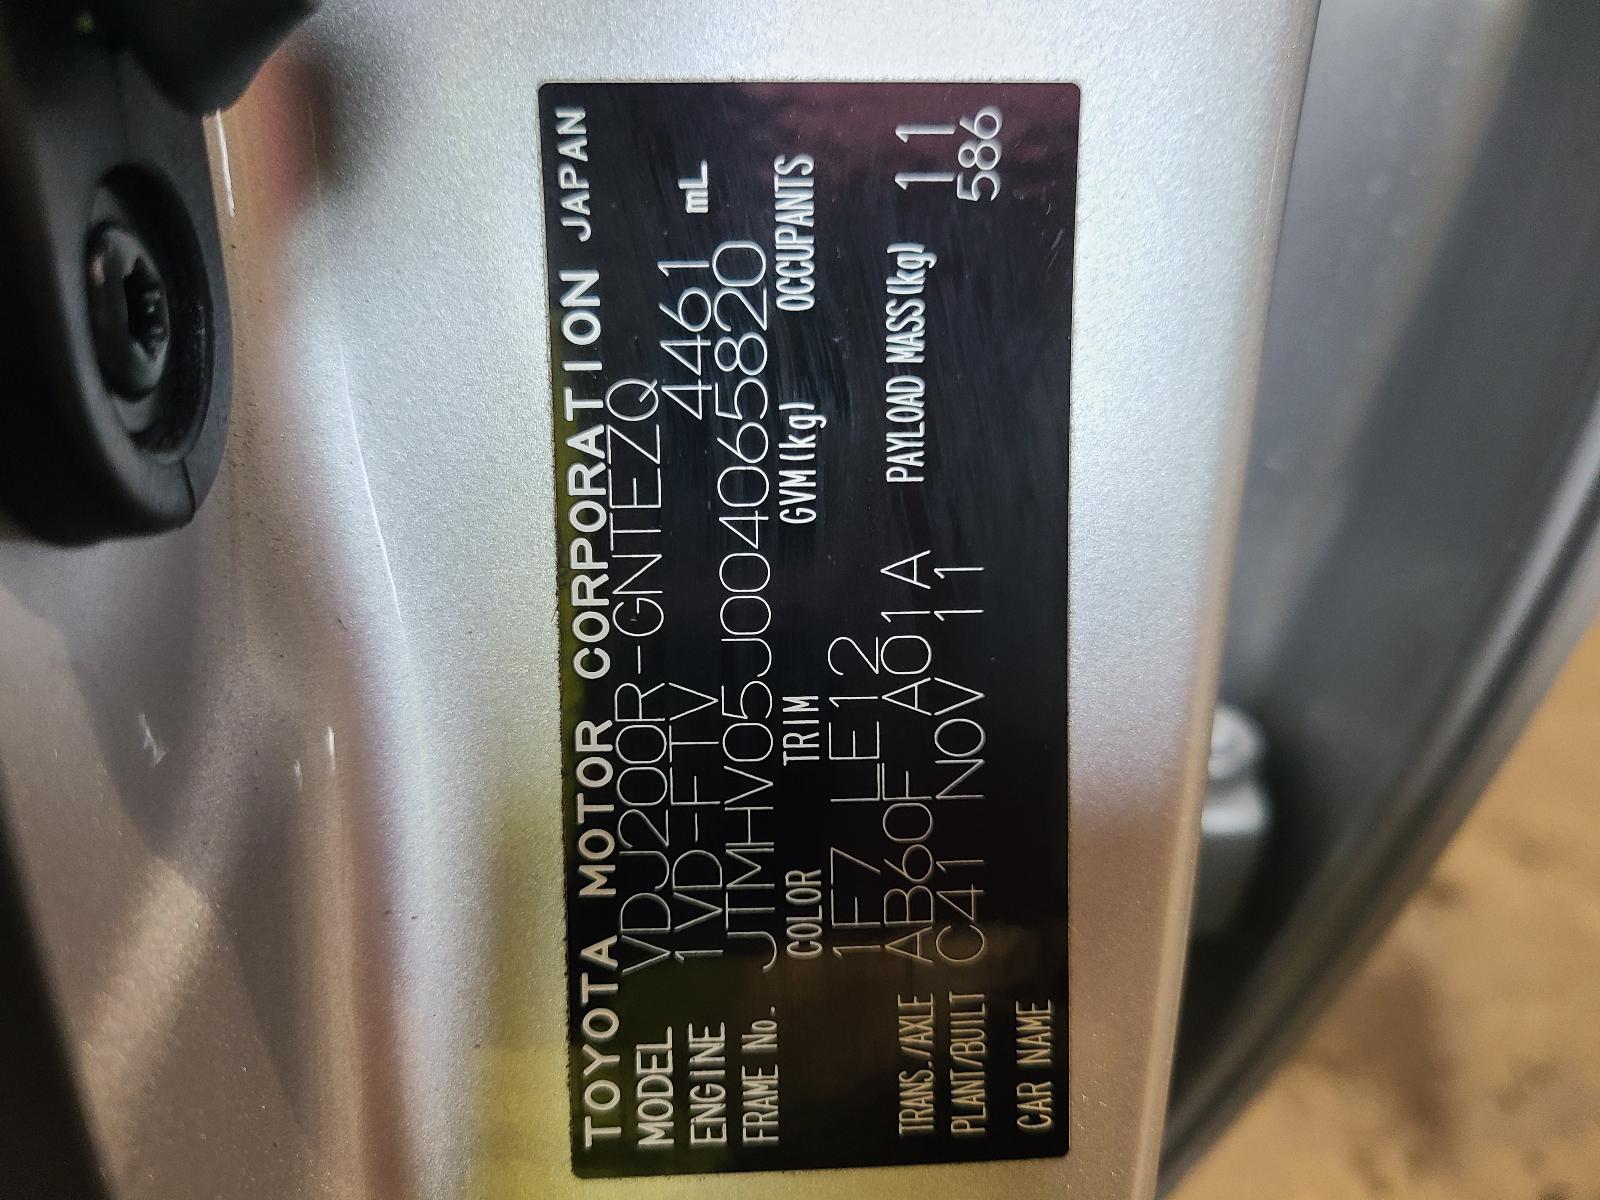 TOYOTA MOTOR CORPORATION JAPAN
MODEL VDJ200R-GNTEZQ
ENGINE 1VD-FTV 4461 mL
FRAME No. JTMHV05J004065820
COLOR TRIM GVM(kg) OCCUPANTS
1F7 LE12
TRANS./AXLE AB60F A01A PAYLOAD MASS(kg) 11
PLANT/BUILT C41 NOV 11 586
CAR NAME